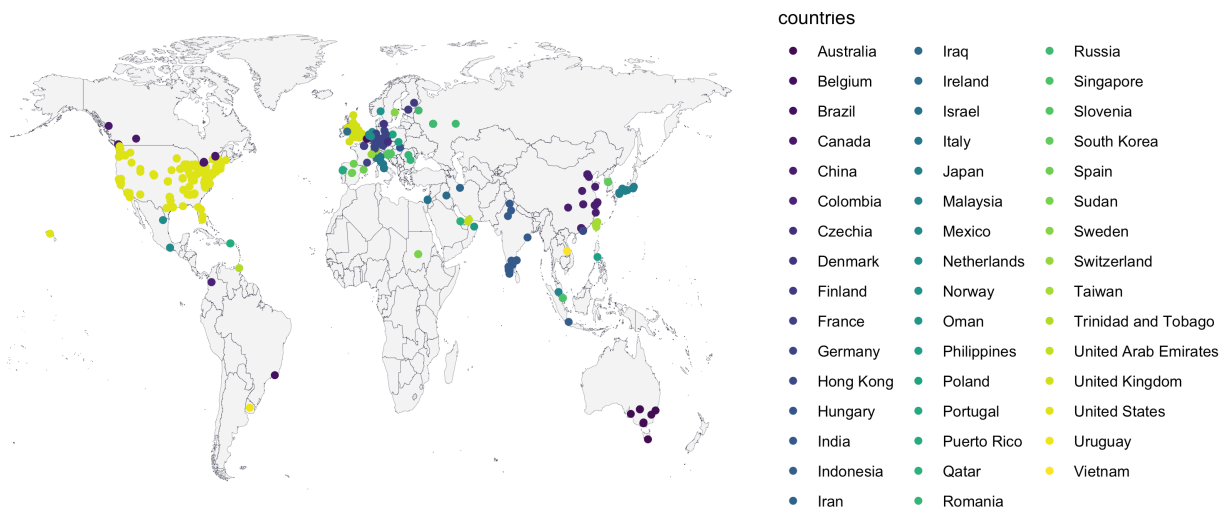 countries
Australia
Belgium
Brazil
Canada
China
Colombia
Czechia
Denmark
Finland
France
Germany
Hong Kong
Hungary
India
Indonesia
Iran
Iraq
Ireland
Israel
Italy
Japan
Malaysia
Mexico
Netherlands
Norway
Oman
Philippines
Poland
Portugal
Puerto Rico
Qatar
Romania
Russia
Singapore
Slovenia
South Korea
Spain
Sudan
Sweden
Switzerland
Taiwan
Trinidad and Tobago
United Arab Emirates
United Kingdom
United States
Uruguay
Vietnam